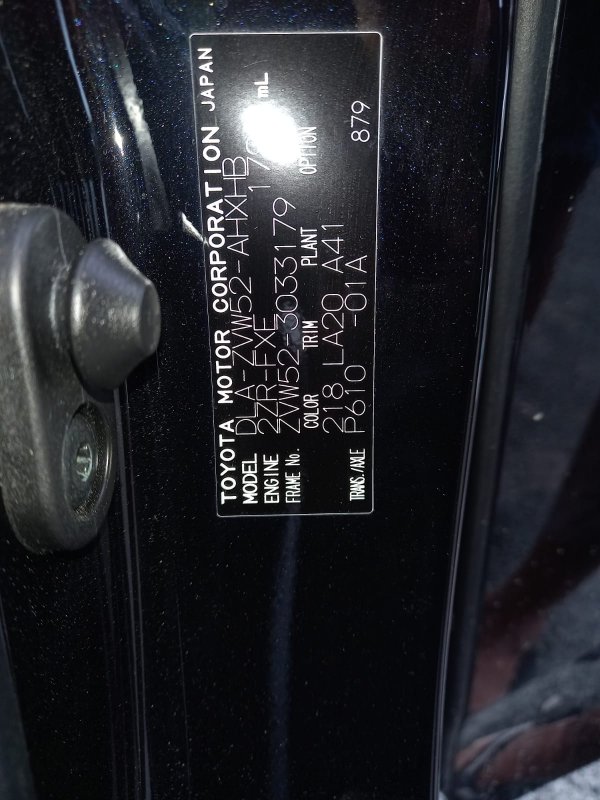 TOYOTA MOTOR CORPORATION JAPAN
MODEL DLA-ZVW52-AHXHB
ENGINE 2ZR-FXE mL
FRAME No. ZVW52-3033179
COLOR TRIM PLANT OPTION
218 LA20 A41
TRANS./AXLE P610 -01A 879